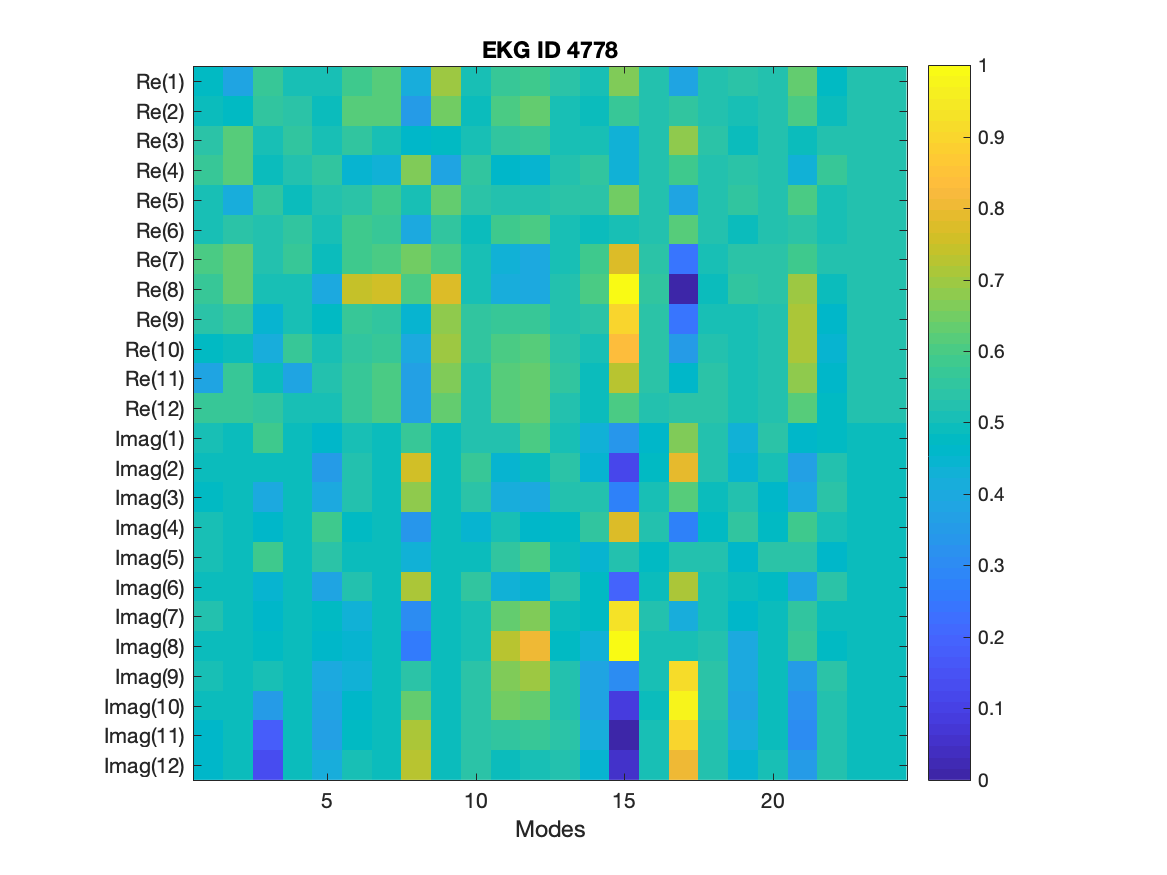 EKG ID 4778
Re(1)
Re(2)
Re(3)
Re(4)
Re(5)
Re(6)
Re(7)
Re(8)
Re(9)
Re(10)
Re(11)
Re(12)
Imag(1)
Imag(2)
Imag(3)
Imag(4)
Imag(5)
Imag(6)
Imag(7)
Imag(8)
Imag(9)
Imag(10)
Imag(11)
Imag(12)
5 10 15 20
Modes
1
0.9
0.8
0.7
0.6
0.5
0.4
0.3
0.2
0.1
0